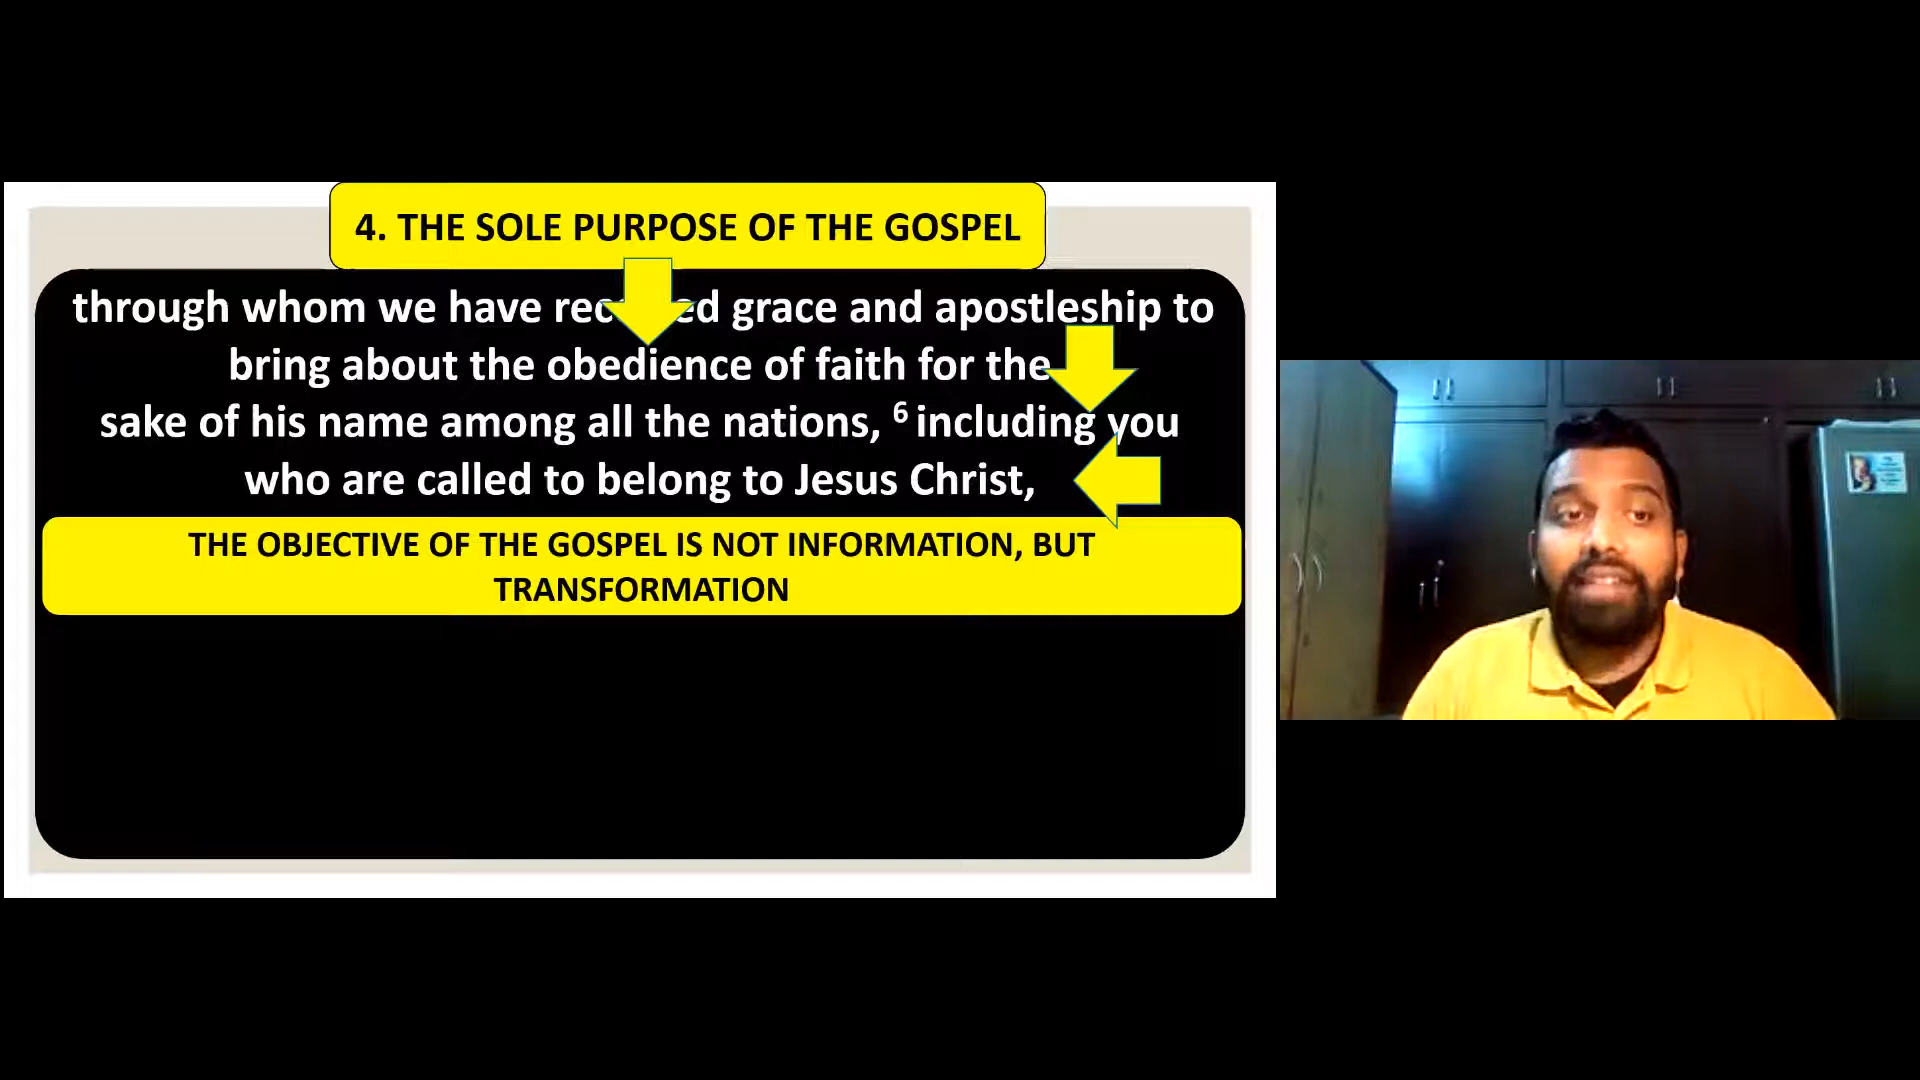 4. THE SOLE PURPOSE OF THE GOSPEL
through whom we have grace and apostleship to
bring about the obedience of faith for the
sake of his name among all the nations, 6 including you
who are called to belong to Jesus Christ,
THE OBJECTIVE OF THE GOSPEL IS NOT INFORMATION, BUT
TRANSFORMATION